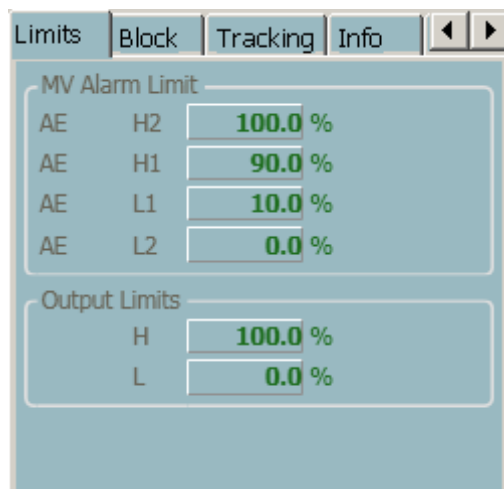 Limits Block Tracking Info
MV Alarm Limit
AE H2 100.0 %
AE H1 90.0 %
AE L1 10.0 %
AE L2 0.0 %
Output Limits
H 100.0 %
L 0.0 %